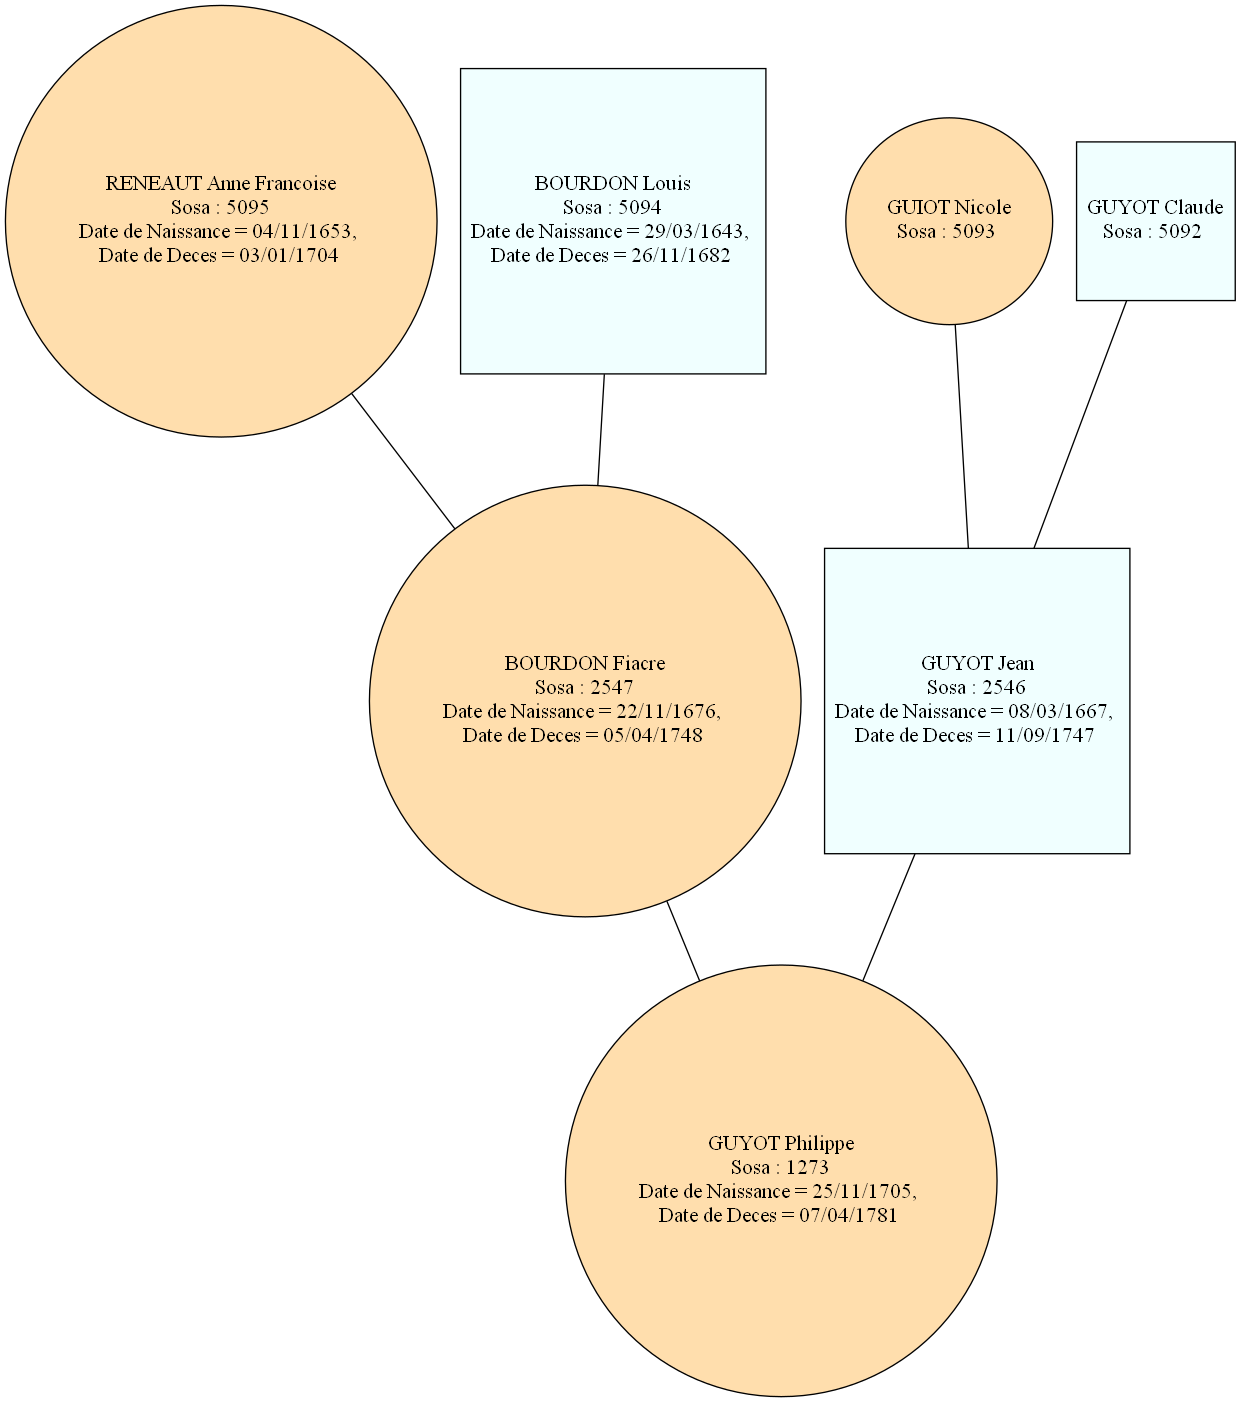 RENEAUT Anne Francoise
Sosa : 5095
Date de Naissance = 04/11/1653,
Date de Deces = 03/01/1704
BOURDON Louis
Sosa : 5094
Date de Naissance = 29/03/1643,
Date de Deces = 26/11/1682
GUIOT Nicole
Sosa : 5093
GUYOT Claude
Sosa : 5092
BOURDON Fiacre
Sosa : 2547
Date de Naissance = 22/11/1676,
Date de Deces = 05/04/1748
GUYOT Jean
Sosa : 2546
Date de Naissance = 08/03/1667,
Date de Deces = 11/09/1747
GUYOT Philippe
Sosa : 1273
Date de Naissance = 25/11/1705,
Date de Deces = 07/04/1781